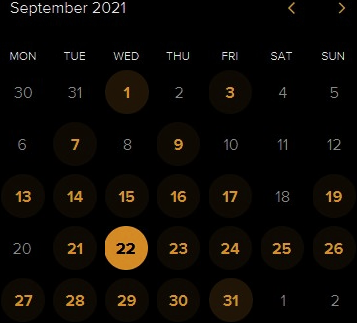 September 2021
MON TUE WED THU FRI SAT SUN
30 31 1 2 3 4 5
6 7 8 9 10 11 12
13 14 15 16 17 18 19
20 21 22 23 24 25 26
27 28 29 30 31 1 2